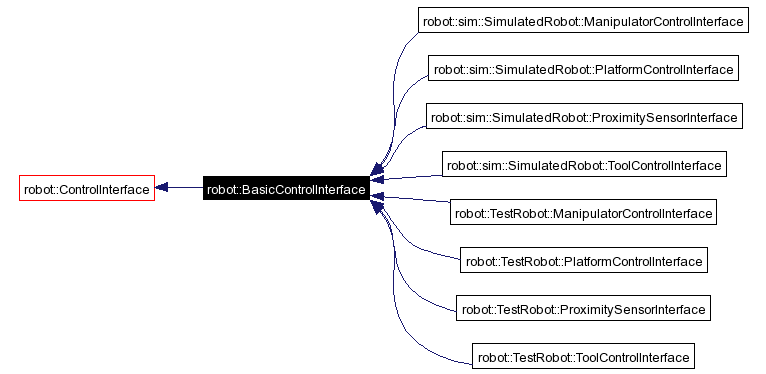 robot::sim::SimulatedRobot::ManipulatorControlInterface
robot::sim::SimulatedRobot::PlatformControlInterface
robot::sim::SimulatedRobot::ProximitySensorInterface
robot::sim::SimulatedRobot::ToolControlInterface
robot::ControlInterface
robot::BasicControlInterface
robot::TestRobot::ManipulatorControlInterface
robot::TestRobot::PlatformControlInterface
robot::TestRobot::ProximitySensorInterface
robot::TestRobot::ToolControlInterface